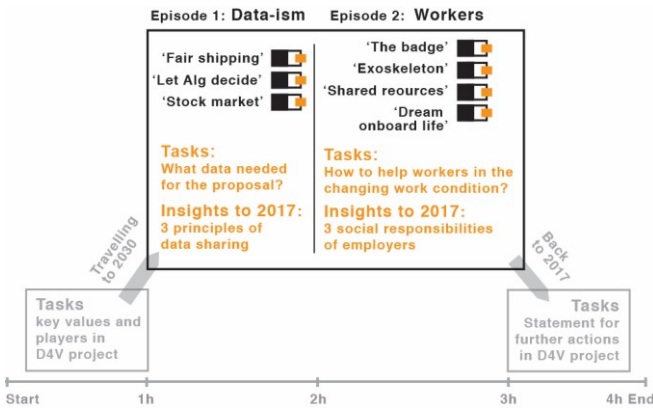 Episode 1: Data-ism
Episode 2: Workers
'Fair shipping'
'Let Alg decide'
'Stock market'
Tasks:
What data needed
for the proposal?
Insights to 2017:
3 principles of
data sharing
'The badge'
'Exoskeleton'
'Shared reources'
'Dream
onboard life'
Tasks:
How to help workers in the
changing work condition?
Insights to 2017:
3 social responsibilities
of employers
Travelling
to 2030
Back
to 2017
Tasks
key values and
players in
D4V project
Tasks
Statement for
further actions
in D4V project
Start
1h
2h
3h
4h End